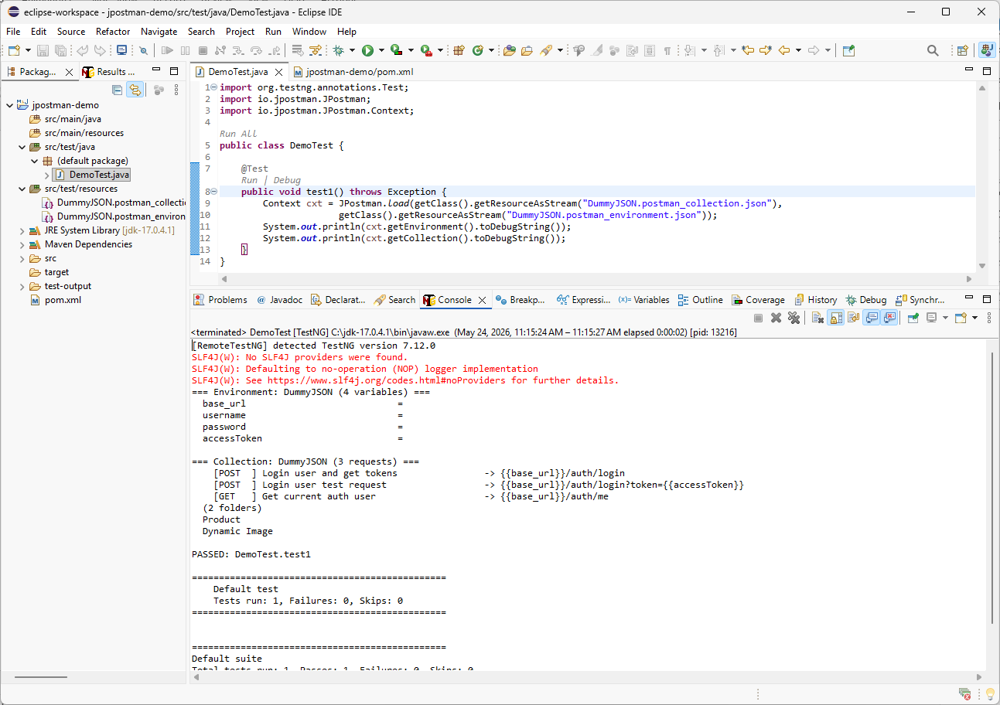 eclipse-workspace - jpostman-demo/src/test/java/DemoTest.java - Eclipse IDE
File Edit Source Refactor Navigate Search Project Run Window Help
Packag... Results ...
jpostman-demo
src/main/java
src/main/resources
src/test/java
(default package)
DemoTest.java
src/test/resources
DummyJSON.postman_collectio
DummyJSON.postman_environ
JRE System Library [jdk-17.0.4.1]
Maven Dependencies
src
target
test-output
pom.xml
DemoTest.java jpostman-demo/pom.xml
1 import org.testng.annotations.Test;
2 import io.jpostman.JPostman;
3 import io.jpostman.JPostman.Context;
4
Run All
5 public class DemoTest {
6
7 @Test
Run | Debug
8 public void test1() throws Exception {
9 Context cxt = JPostman.load(getClass().getResourceAsStream("DummyJSON.postman_collection.json"),
10 getClass().getResourceAsStream("DummyJSON.postman_environment.json"));
11 System.out.println(cxt.getEnvironment().toDebugString());
12 System.out.println(cxt.getCollection().toDebugString());
13 }
14 }
Problems @ Javadoc Declarat... Search Console Breakp... Expressi... (x)= Variables Outline Coverage History Debug Synchr...
<terminated> DemoTest [TestNG] C:\jdk-17.0.4.1\bin\javaw.exe (May 24, 2026, 11:15:24 AM – 11:15:27 AM elapsed 0:00:02) [pid: 13216]
[RemoteTestNG] detected TestNG version 7.12.0
SLF4J(W): No SLF4J providers were found.
SLF4J(W): Defaulting to no-operation (NOP) logger implementation
SLF4J(W): See https://www.slf4j.org/codes.html#noProviders for further details.
=== Environment: DummyJSON (4 variables) ===
base_url =
username =
password =
accessToken =
=== Collection: DummyJSON (3 requests) ===
[POST ] Login user and get tokens -> {{base_url}}/auth/login
[POST ] Login user test request -> {{base_url}}/auth/login?token={{accessToken}}
[GET ] Get current auth user -> {{base_url}}/auth/me
(2 folders)
Product
Dynamic Image
PASSED: DemoTest.test1
===============================================
Default test
Tests run: 1, Failures: 0, Skips: 0
===============================================
===============================================
Default suite
Total tests run: 1, Passes: 1, Failures: 0, Skips: 0